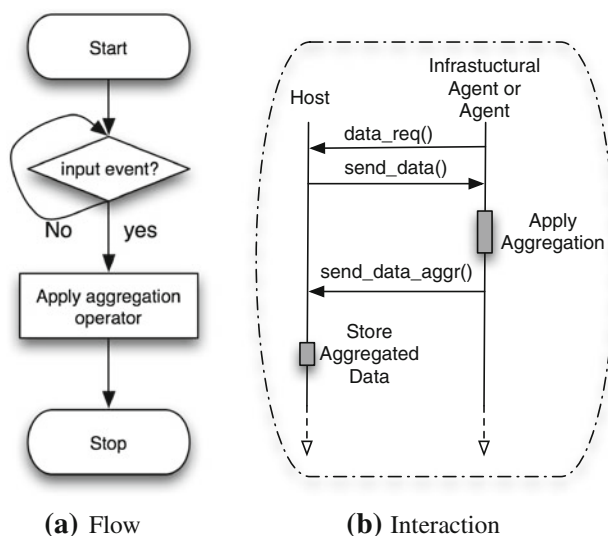 Start
input event?
No
yes
Apply aggregation
operator
Stop
(a) Flow
Host
Infrastuctural
Agent or
Agent
data_req()
send_data()
Apply
Aggregation
send_data_aggr()
Store
Aggregated
Data
(b) Interaction